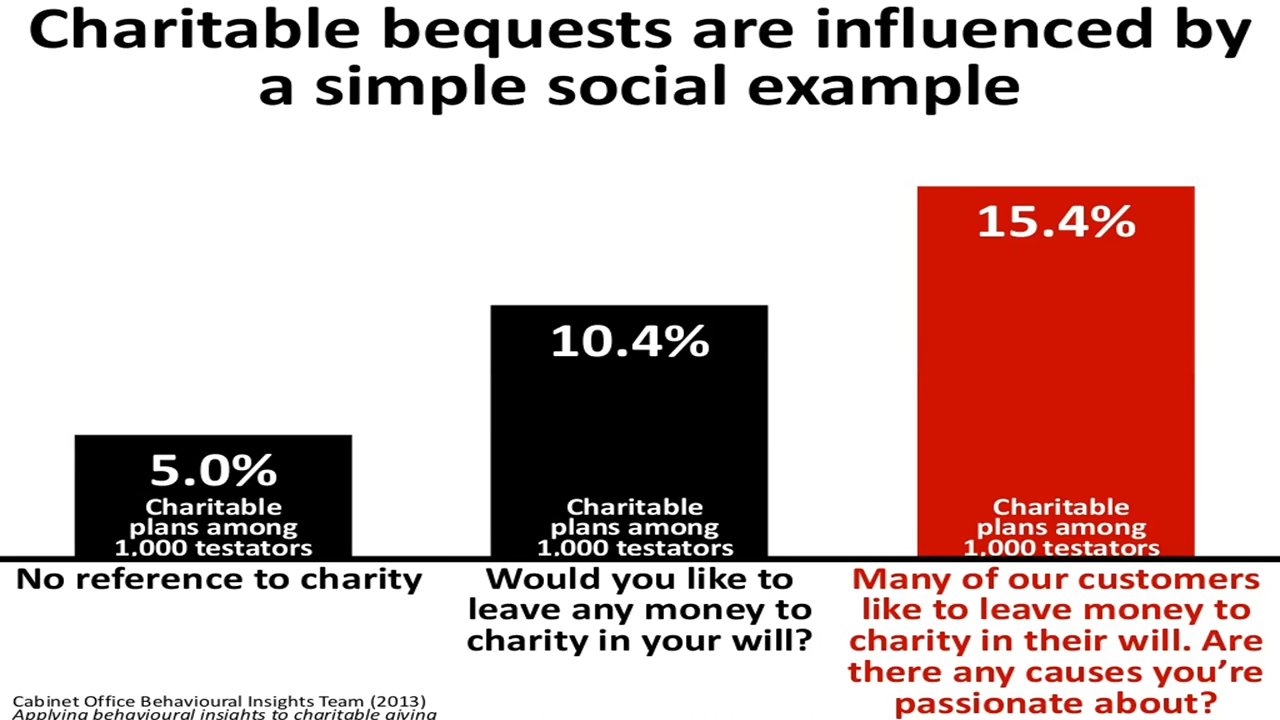 Charitable bequests are influenced by
a simple social example
5.0%
Charitable
plans among
1,000 testators
10.4%
Charitable
plans among
1,000 testators
15.4%
Charitable
plans among
1,000 testators
No reference to charity
Would you like to
leave any money to
charity in your will?
Many of our customers
like to leave money to
charity in their will. Are
there any causes you’re
passionate about?
Cabinet Office Behavioural Insights Team (2013)
Applying behavioural insights to charitable giving